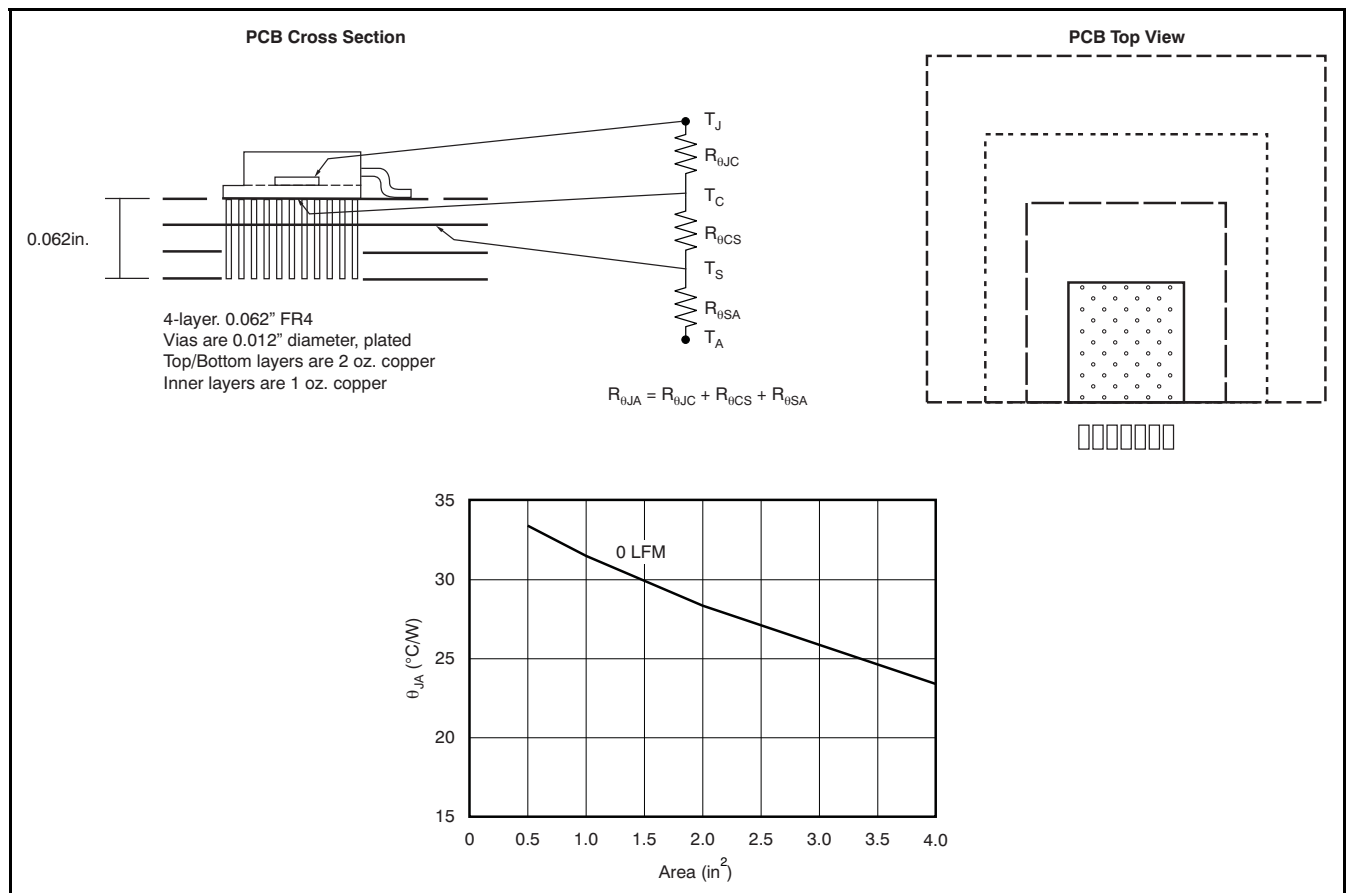 PCB Cross Section
PCB Top View
T_J
R_θJC
T_C
R_θCS
T_S
R_θSA
T_A
0.062in.
4-layer. 0.062" FR4
Vias are 0.012" diameter, plated
Top/Bottom layers are 2 oz. copper
Inner layers are 1 oz. copper
R_θJA = R_θJC + R_θCS + R_θSA
35
30
25
20
15
θ_JA (°C/W)
0 LFM
0 0.5 1.0 1.5 2.0 2.5 3.0 3.5 4.0
Area (in²)